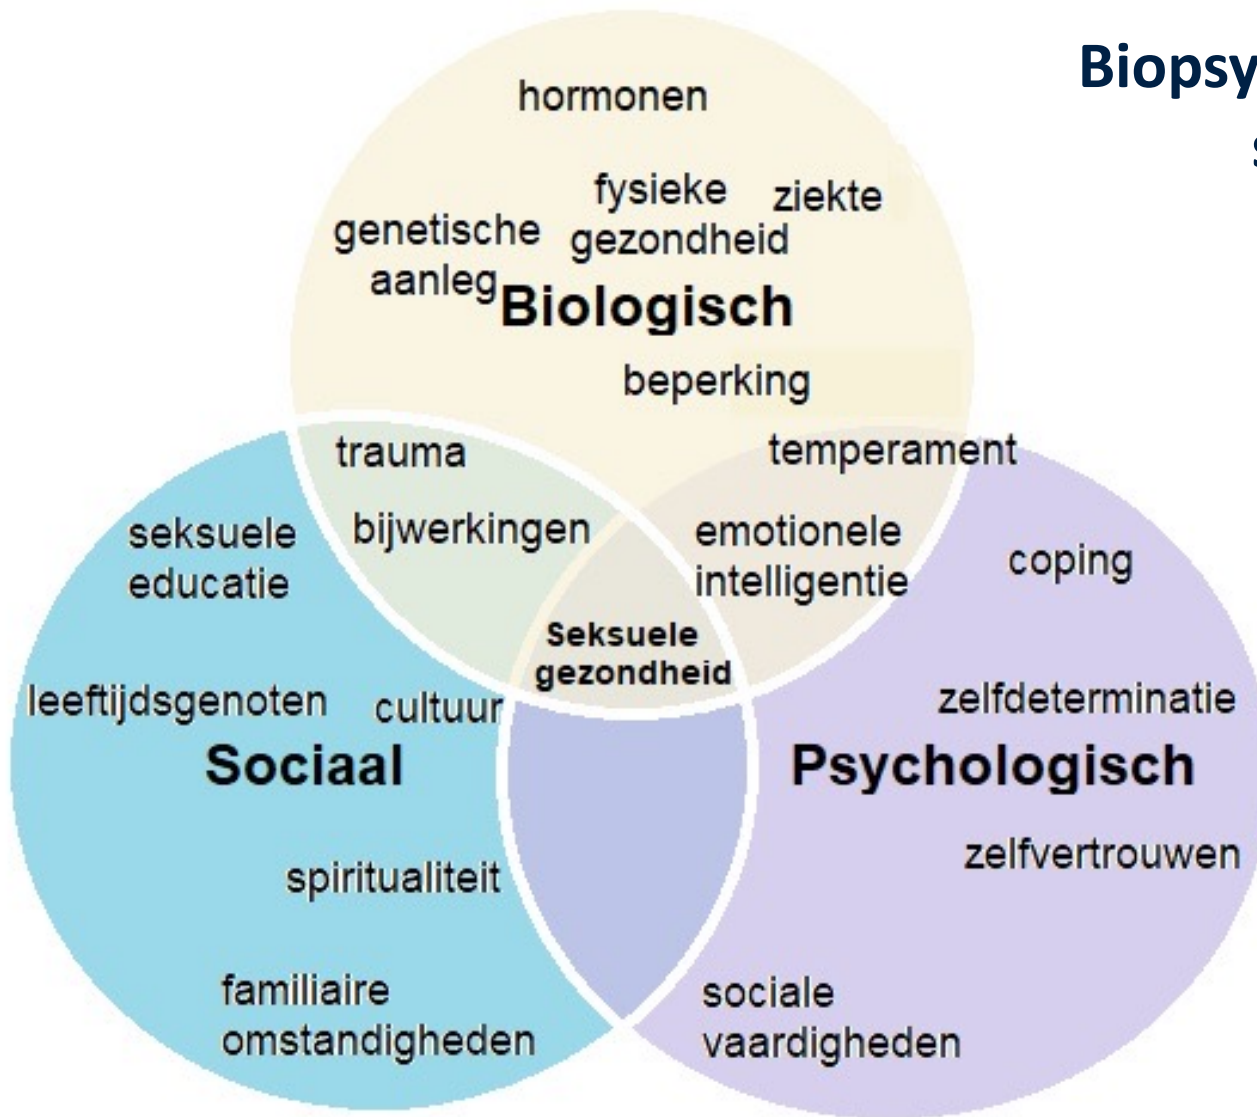 Biopsy
s
hormonen
fysieke
gezondheid
ziekte
genetische
aanleg
Biologisch
beperking
trauma
bijwerkingen
temperament
emotionele
intelligentie
seksuele
educatie
coping
Seksuele
gezondheid
leeftijdsgenoten
cultuur
zelfdeterminatie
Sociaal
Psychologisch
spiritualiteit
zelfvertrouwen
familiaire
omstandigheden
sociale
vaardigheden